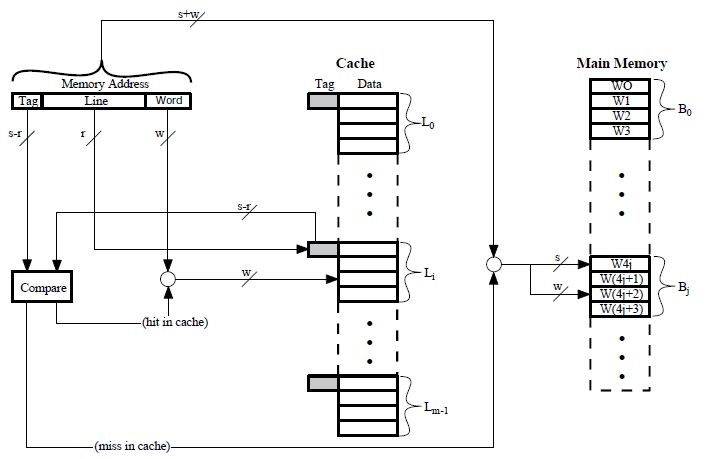 s+w
Cache
Main Memory
Memory Address
Tag Data
Tag Line Word
WO
W1
W2
W3
B0
L0
s-r
r
w
s-r
w
Compare
(hit in cache)
Li
s
w
W4j
W(4j+1)
W(4j+2)
W(4j+3)
Bj
Lm-1
(miss in cache)